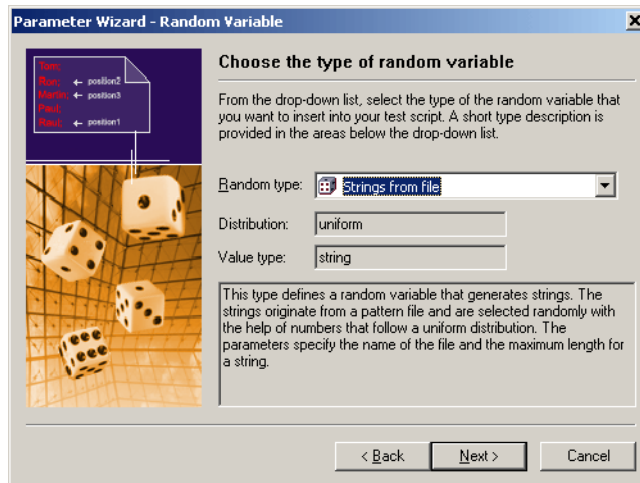 Parameter Wizard - Random Variable
Tom;
Ron; ← position2
Martin; ← position3
Paul;
Raul; ← position1
Choose the type of random variable
From the drop-down list, select the type of the random variable that
you want to insert into your test script. A short type description is
provided in the areas below the drop-down list.
Random type: Strings from file
Distribution: uniform
Value type: string
This type defines a random variable that generates strings. The
strings originate from a pattern file and are selected randomly with
the help of numbers that follow a uniform distribution. The
parameters specify the name of the file and the maximum length for
a string.
< Back Next > Cancel